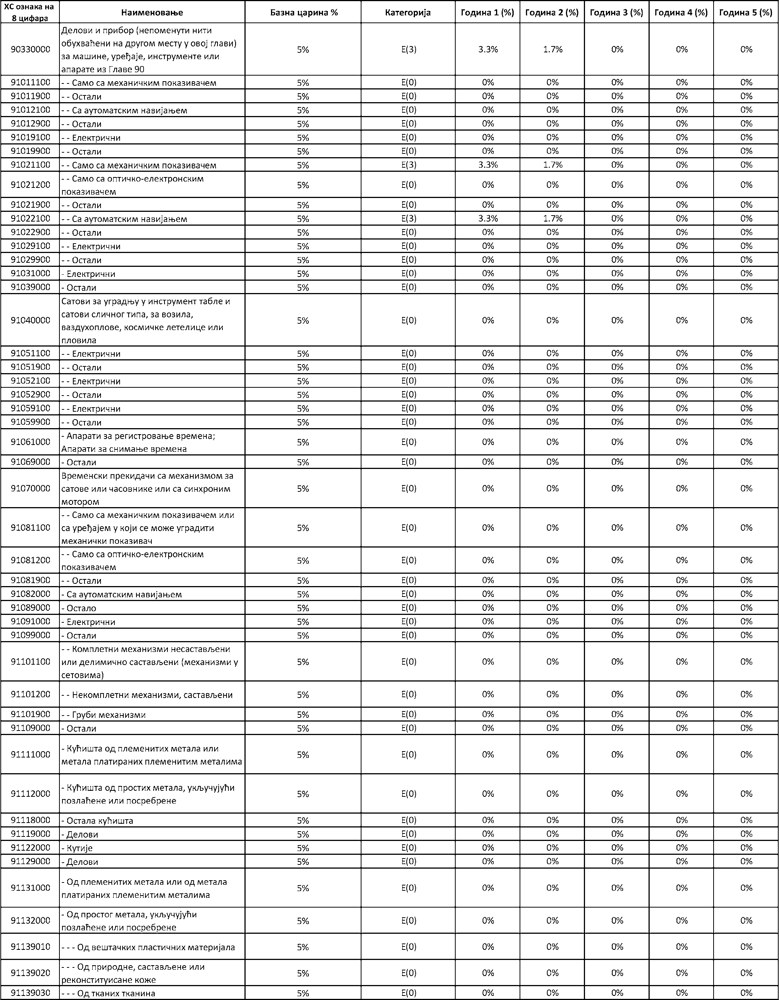 ХС ознака на 8 цифара Наименовање Базна царина % Категорија Година 1 (%) Година 2 (%) Година 3 (%) Година 4 (%) Година 5 (%)
90330000 Делови и прибор (непоменути нити
обухваћени на другом месту у овој глави)
за машине, уређаје, инструменте или
апарате из Главе 90 5% Е(3) 3.3% 1.7% 0% 0% 0%
91011100 - - Само са механичким показивачем 5% Е(0) 0% 0% 0% 0% 0%
91011900 - - Остали 5% Е(0) 0% 0% 0% 0% 0%
91012100 - - Са аутоматским навијањем 5% Е(0) 0% 0% 0% 0% 0%
91012900 - - Остали 5% Е(0) 0% 0% 0% 0% 0%
91019100 - - Електрични 5% Е(0) 0% 0% 0% 0% 0%
91019900 - - Остали 5% Е(0) 0% 0% 0% 0% 0%
91021100 - - Само са механичким показивачем 5% Е(3) 3.3% 1.7% 0% 0% 0%
91021200 - - Само са оптичко-електронским
показивачем 5% Е(0) 0% 0% 0% 0% 0%
91021900 - - Остали 5% Е(0) 0% 0% 0% 0% 0%
91022100 - - Са аутоматским навијањем 5% Е(3) 3.3% 1.7% 0% 0% 0%
91022900 - - Остали 5% Е(0) 0% 0% 0% 0% 0%
91029100 - - Електрични 5% Е(0) 0% 0% 0% 0% 0%
91029900 - - Остали 5% Е(0) 0% 0% 0% 0% 0%
91031000 - Електрични 5% Е(0) 0% 0% 0% 0% 0%
91039000 - Остали 5% Е(0) 0% 0% 0% 0% 0%
91040000 Сатови за уградњу у инструмент табле и
сатови сличног типа, за возила,
ваздухоплове, космичке летелице или
пловила 5% Е(0) 0% 0% 0% 0% 0%
91051100 - - Електрични 5% Е(0) 0% 0% 0% 0% 0%
91051900 - - Остали 5% Е(0) 0% 0% 0% 0% 0%
91052100 - - Електрични 5% Е(0) 0% 0% 0% 0% 0%
91052900 - - Остали 5% Е(0) 0% 0% 0% 0% 0%
91059100 - - Електрични 5% Е(0) 0% 0% 0% 0% 0%
91059900 - - Остали 5% Е(0) 0% 0% 0% 0% 0%
91061000 - Апарати за регистровање времена;
Апарати за снимање времена 5% Е(0) 0% 0% 0% 0% 0%
91069000 - Остали 5% Е(0) 0% 0% 0% 0% 0%
91070000 Временски прекидачи са механизмом за
сатове или часовнике или са синхроним
мотором 5% Е(0) 0% 0% 0% 0% 0%
91081100 - - Само са механичким показивачем или
са уређајем у који се може уградити
механички показивач 5% Е(0) 0% 0% 0% 0% 0%
91081200 - - Само са оптичко-електронским
показивачем 5% Е(0) 0% 0% 0% 0% 0%
91081900 - - Остали 5% Е(0) 0% 0% 0% 0% 0%
91082000 - Са аутоматским навијањем 5% Е(0) 0% 0% 0% 0% 0%
91089000 - Остало 5% Е(0) 0% 0% 0% 0% 0%
91091000 - Електрични 5% Е(0) 0% 0% 0% 0% 0%
91099000 - Остали 5% Е(0) 0% 0% 0% 0% 0%
91101100 - - Комплетни механизми несастављени
или делимично састављени (механизми у
сетовима) 5% Е(0) 0% 0% 0% 0% 0%
91101200 - - Некомплетни механизми, састављени 5% Е(0) 0% 0% 0% 0% 0%
91101900 - - Груби механизми 5% Е(0) 0% 0% 0% 0% 0%
91109000 - Остали 5% Е(0) 0% 0% 0% 0% 0%
91111000 - Кућишта од племенитих метала или
метала платираних племенитим металима 5% Е(0) 0% 0% 0% 0% 0%
91112000 - Кућишта од простих метала, укључујући
позлаћене или посребрене 5% Е(0) 0% 0% 0% 0% 0%
91118000 - Остала кућишта 5% Е(0) 0% 0% 0% 0% 0%
91119000 - Делови 5% Е(0) 0% 0% 0% 0% 0%
91122000 - Кутије 5% Е(0) 0% 0% 0% 0% 0%
91129000 - Делови 5% Е(0) 0% 0% 0% 0% 0%
91131000 - Од племенитих метала или од метала
платираних племенитим металима 5% Е(0) 0% 0% 0% 0% 0%
91132000 - Од простог метала, укључујући
позлаћене или посребрене 5% Е(0) 0% 0% 0% 0% 0%
91139010 - - - Од вештачких пластичних материјала 5% Е(0) 0% 0% 0% 0% 0%
91139020 - - - Од природне, састављене или
реконституисане коже 5% Е(0) 0% 0% 0% 0% 0%
91139030 - - - Од тканих тканина 5% Е(0) 0% 0% 0% 0% 0%